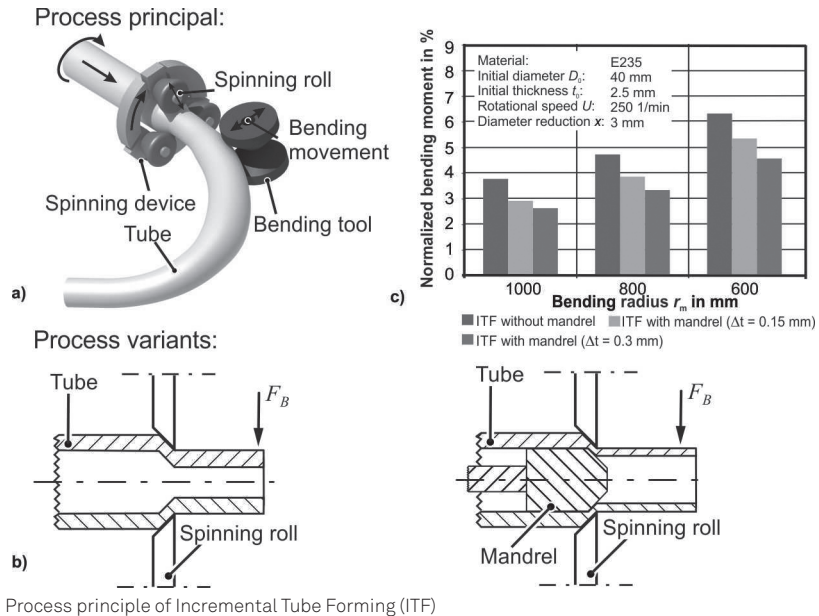 Process principal:
a)
Spinning roll
Bending
movement
Spinning device
Bending tool
Tube
c)
Normalized bending moment in %
9
8
7
6
5
4
3
2
1
0
Material: E235
Initial diameter D₀: 40 mm
Initial thickness t₀: 2.5 mm
Rotational speed U: 250 1/min
Diameter reduction x: 3 mm
1000 800 600
Bending radius rₘ in mm
ITF without mandrel ITF with mandrel (Δt = 0.15 mm)
ITF with mandrel (Δt = 0.3 mm)
Process variants:
b)
Tube
F_B
Spinning roll
Tube
F_B
Spinning roll
Mandrel
Process principle of Incremental Tube Forming (ITF)